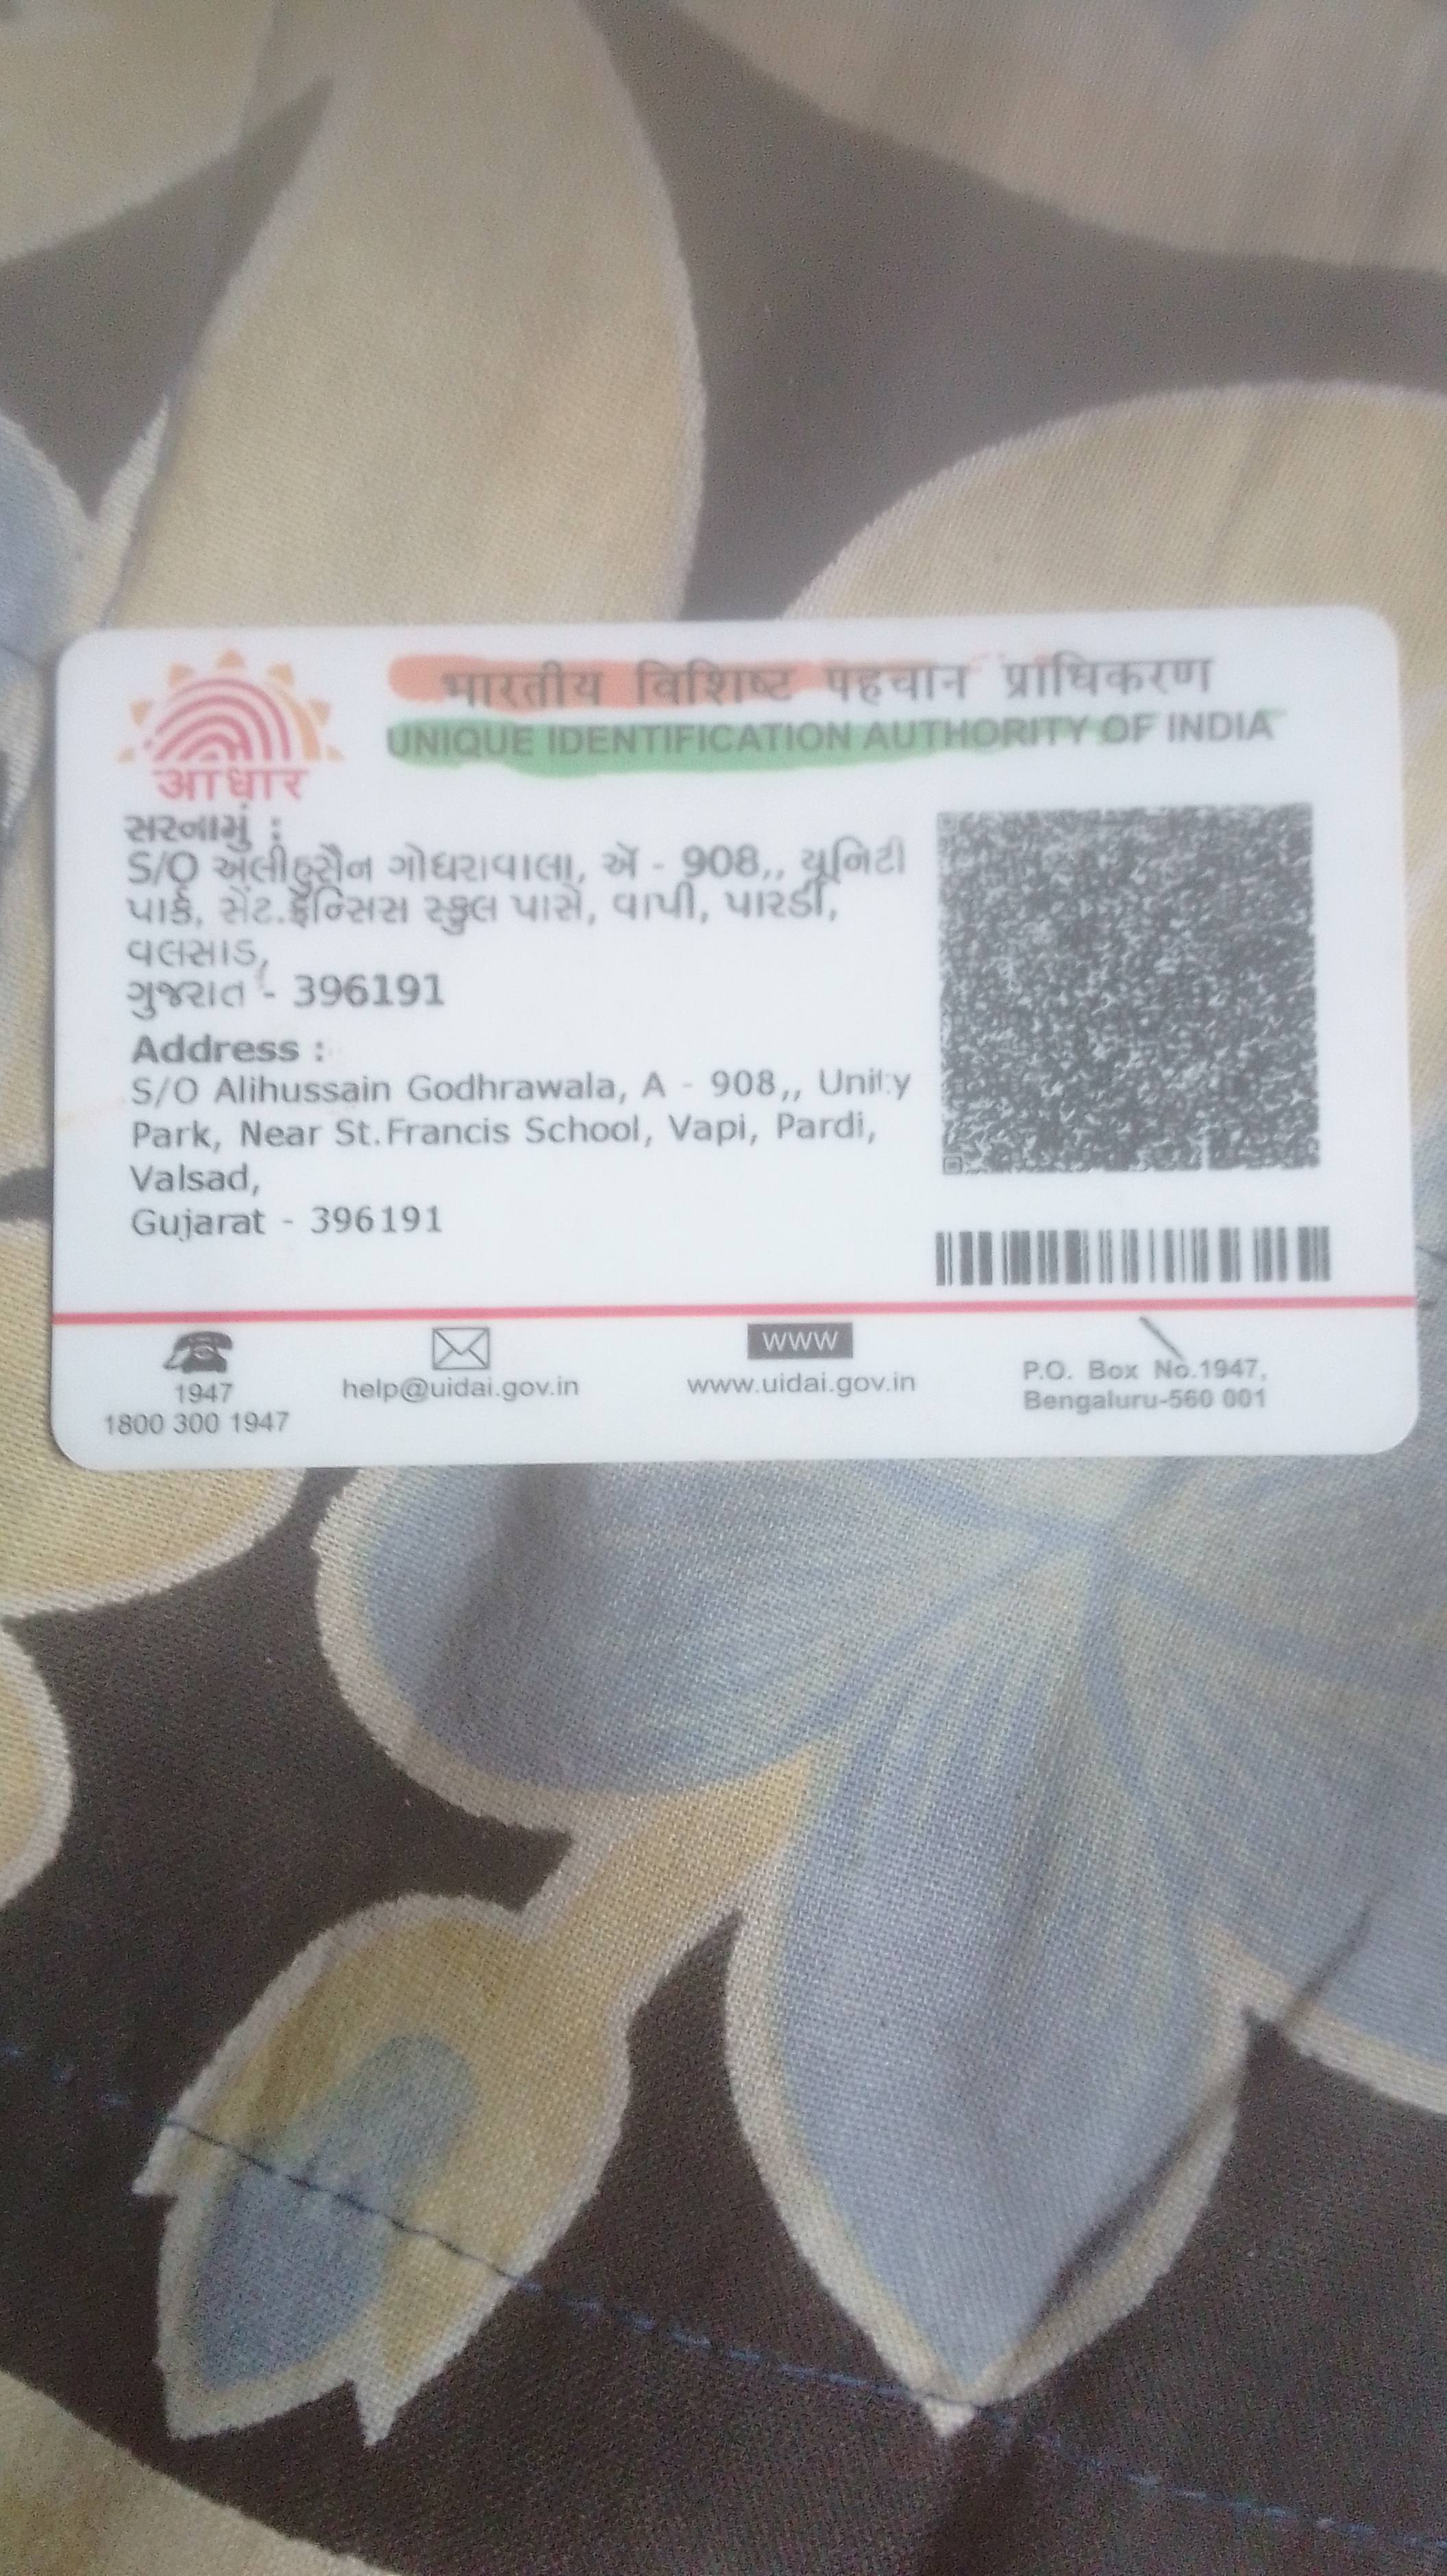 भारतीय विशिष्ट पहचान प्राधिकरण
UNIQUE IDENTIFICATION AUTHORITY OF INDIA
आधार
સરનામું :
S/O અલીહુસૈન ગોધરાવાલા, એ - 908,, યૂનિટી
પાર્ક, સેંટ.ફ્રેન્સિસ સ્કુલ પાસે, વાપી, પારડી,
વલસાડ,
ગુજરાત - 396191
Address :
S/O Alihussain Godhrawala, A - 908,, Unity
Park, Near St.Francis School, Vapi, Pardi,
Valsad,
Gujarat - 396191
1947
1800 300 1947
help@uidai.gov.in
www
www.uidai.gov.in
P.O. Box No.1947,
Bengaluru-560 001